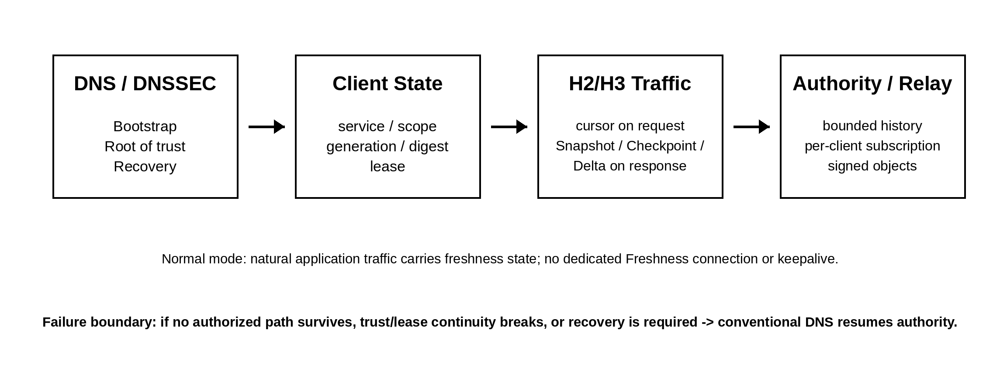 DNS / DNSSEC
Bootstrap
Root of trust
Recovery
Client State
service / scope
generation / digest
lease
H2/H3 Traffic
cursor on request
Snapshot / Checkpoint /
Delta on response
Authority / Relay
bounded history
per-client subscription
signed objects
Normal mode: natural application traffic carries freshness state; no dedicated Freshness connection or keepalive.
Failure boundary: if no authorized path survives, trust/lease continuity breaks, or recovery is required -> conventional DNS resumes authority.